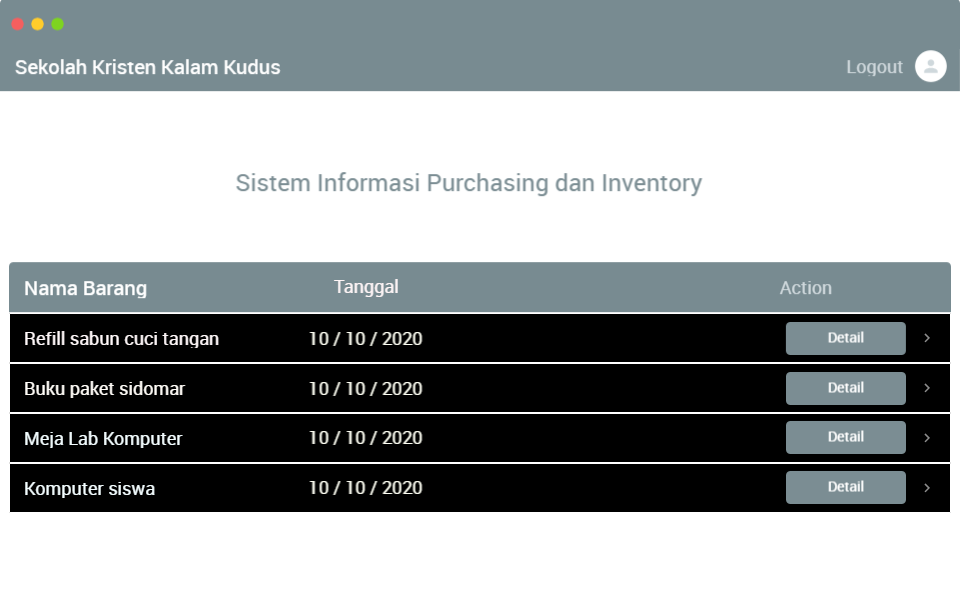 Sekolah Kristen Kalam Kudus Logout
Sistem Informasi Purchasing dan Inventory
Nama Barang Tanggal Action
Refill sabun cuci tangan 10 / 10 / 2020 Detail
Buku paket sidomar 10 / 10 / 2020 Detail
Meja Lab Komputer 10 / 10 / 2020 Detail
Komputer siswa 10 / 10 / 2020 Detail